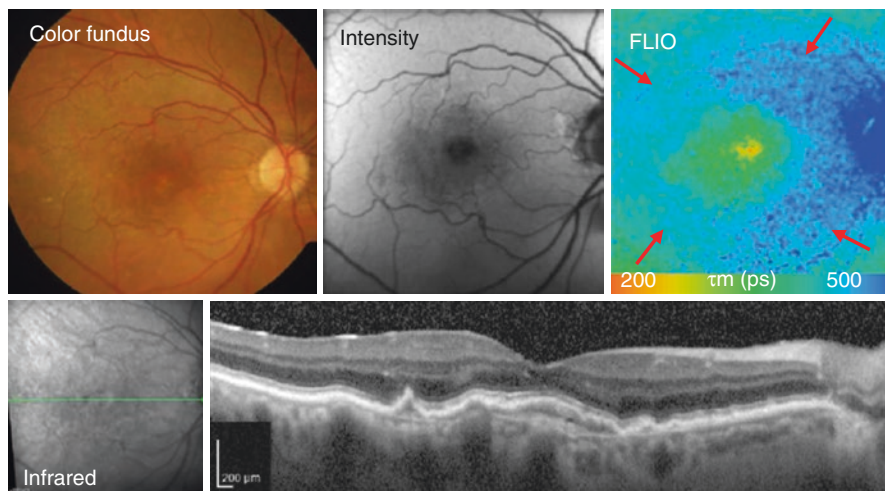 Color fundus
Intensity
FLIO
200 τm (ps) 500
Infrared
200 µm